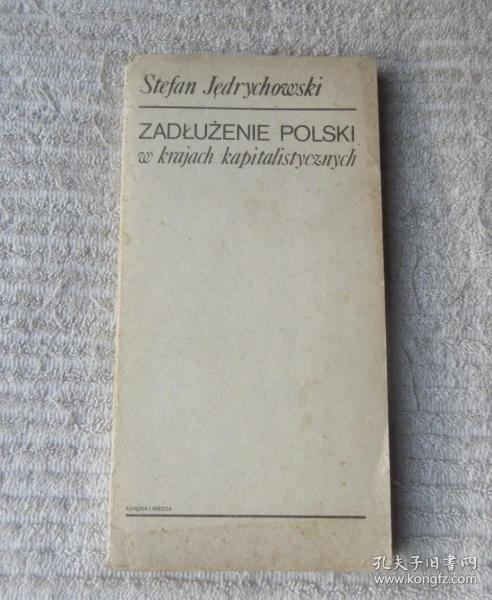 Stefan Jędrychowski
ZADŁUŻENIE POLSKI
w krajach kapitalistycznych
KSIĄŻKA I WIEDZA
孔夫子旧书网
www.kongfz.com